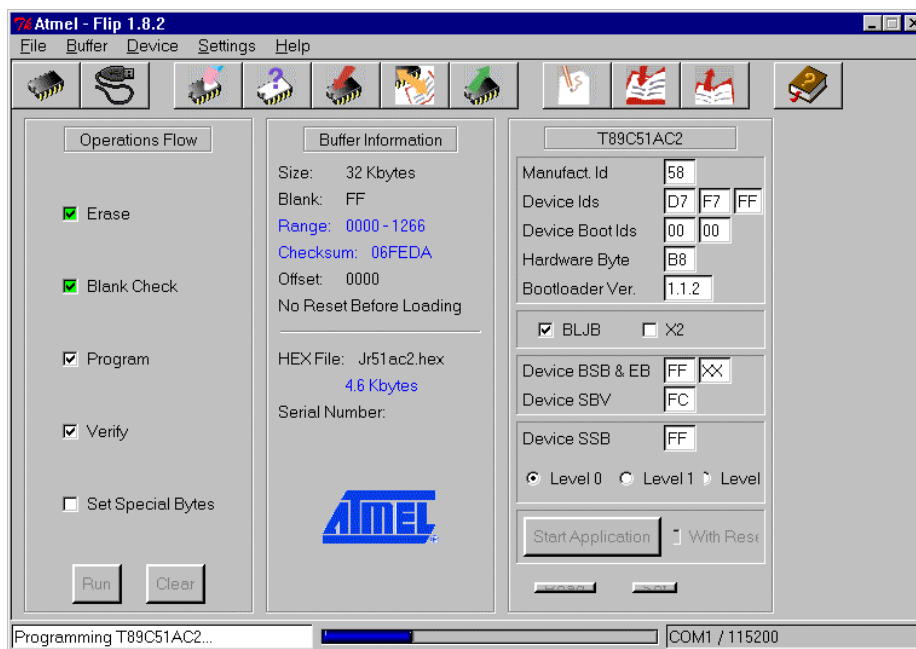 Atmel - Flip 1.8.2
File Buffer Device Settings Help
Operations Flow
Erase
Blank Check
Program
Verify
Set Special Bytes
Run Clear
Buffer Information
Size: 32 Kbytes
Blank: FF
Range: 0000 - 1266
Checksum: 06FEDA
Offset: 0000
No Reset Before Loading
HEX File: Jr51ac2.hex
4.6 Kbytes
Serial Number:
ATMEL
T89C51AC2
Manufact. Id 58
Device Ids D7 F7 FF
Device Boot Ids 00 00
Hardware Byte B8
Bootloader Ver. 1.1.2
BLJB X2
Device BSB & EB FF XX
Device SBV FC
Device SSB FF
Level 0 Level 1 Level
Start Application With Rese
Programming T89C51AC2...
COM1 / 115200